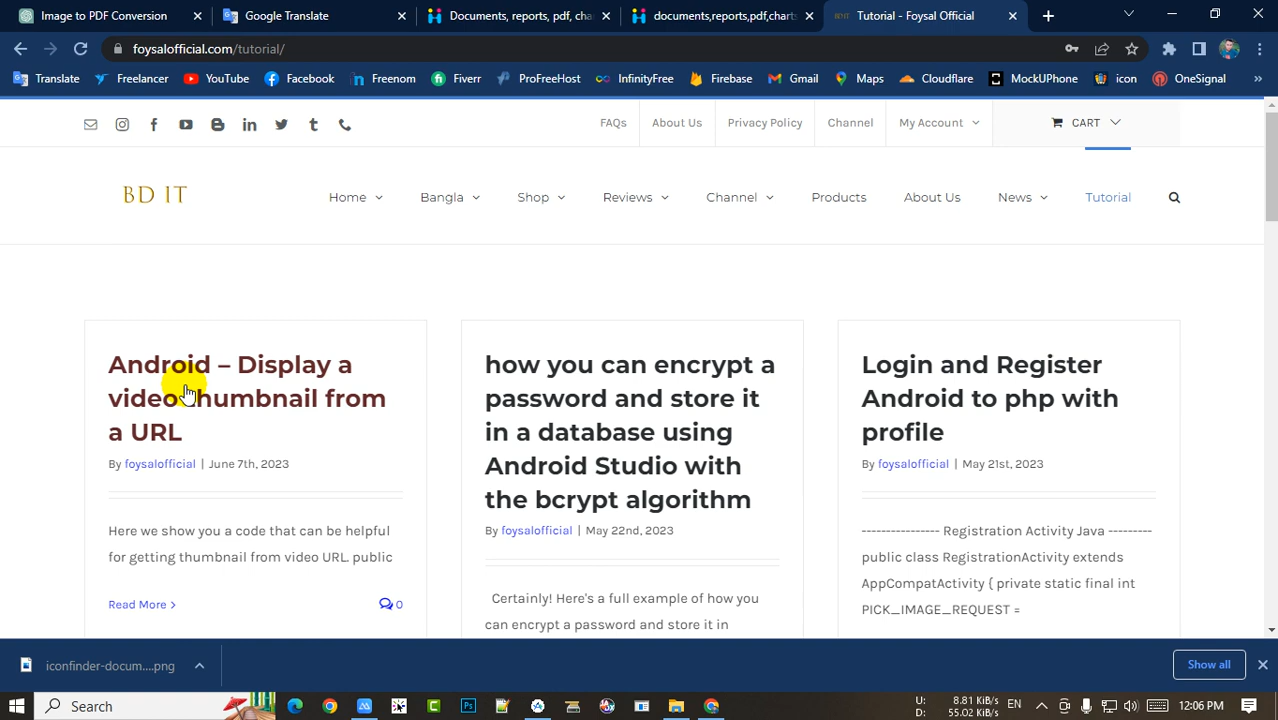 Image to PDF Conversion
Google Translate
Documents, reports, pdf, cha
documents,reports,pdf,charts
Tutorial - Foysal Official
foysalofficial.com/tutorial/
Translate
Freelancer
YouTube
Facebook
Freenom
Fiverr
ProFreeHost
InfinityFree
Firebase
Gmail
Maps
Cloudflare
MockUPhone
icon
OneSignal
FAQs
About Us
Privacy Policy
Channel
My Account
CART
BD IT
Home
Bangla
Shop
Reviews
Channel
Products
About Us
News
Tutorial
Android – Display a
video thumbnail from
a URL
By foysalofficial | June 7th, 2023
Here we show you a code that can be helpful
for getting thumbnail from video URL. public
Read More >
0
how you can encrypt a
password and store it
in a database using
Android Studio with
the bcrypt algorithm
By foysalofficial | May 22nd, 2023
Certainly! Here's a full example of how you
can encrypt a password and store it in
Login and Register
Android to php with
profile
By foysalofficial | May 21st, 2023
---------------- Registration Activity Java ---------
public class RegistrationActivity extends
AppCompatActivity { private static final int
PICK_IMAGE_REQUEST =
iconfinder-docum....png
Show all
Search
U: 8.81 KiB/s
D: 55.02 KiB/s
EN
12:06 PM